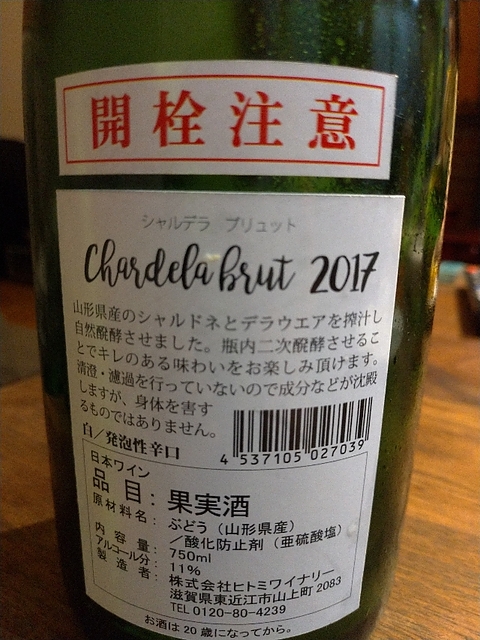 開栓注意
シャルデラ ブリュット
Chardela brut 2017
山形県産のシャルドネとデラウエアを搾汁し
自然醗酵させました。瓶内二次醗酵させるこ
とでキレのある味わいをお楽しみ頂けます。
清澄・濾過を行っていないので成分などが沈殿
しますが、身体を害す
るものではありません。
白/発泡性辛口
4 537105 027039
日本ワイン
品目：果実酒
原材料名：ぶどう（山形県産）
/酸化防止剤（亜硫酸塩）
内容量：750ml
アルコール分：11%
製造者：株式会社ヒトミワイナリー
滋賀県東近江市山上町2083
TEL 0120-80-4239
お酒は20歳になってから。